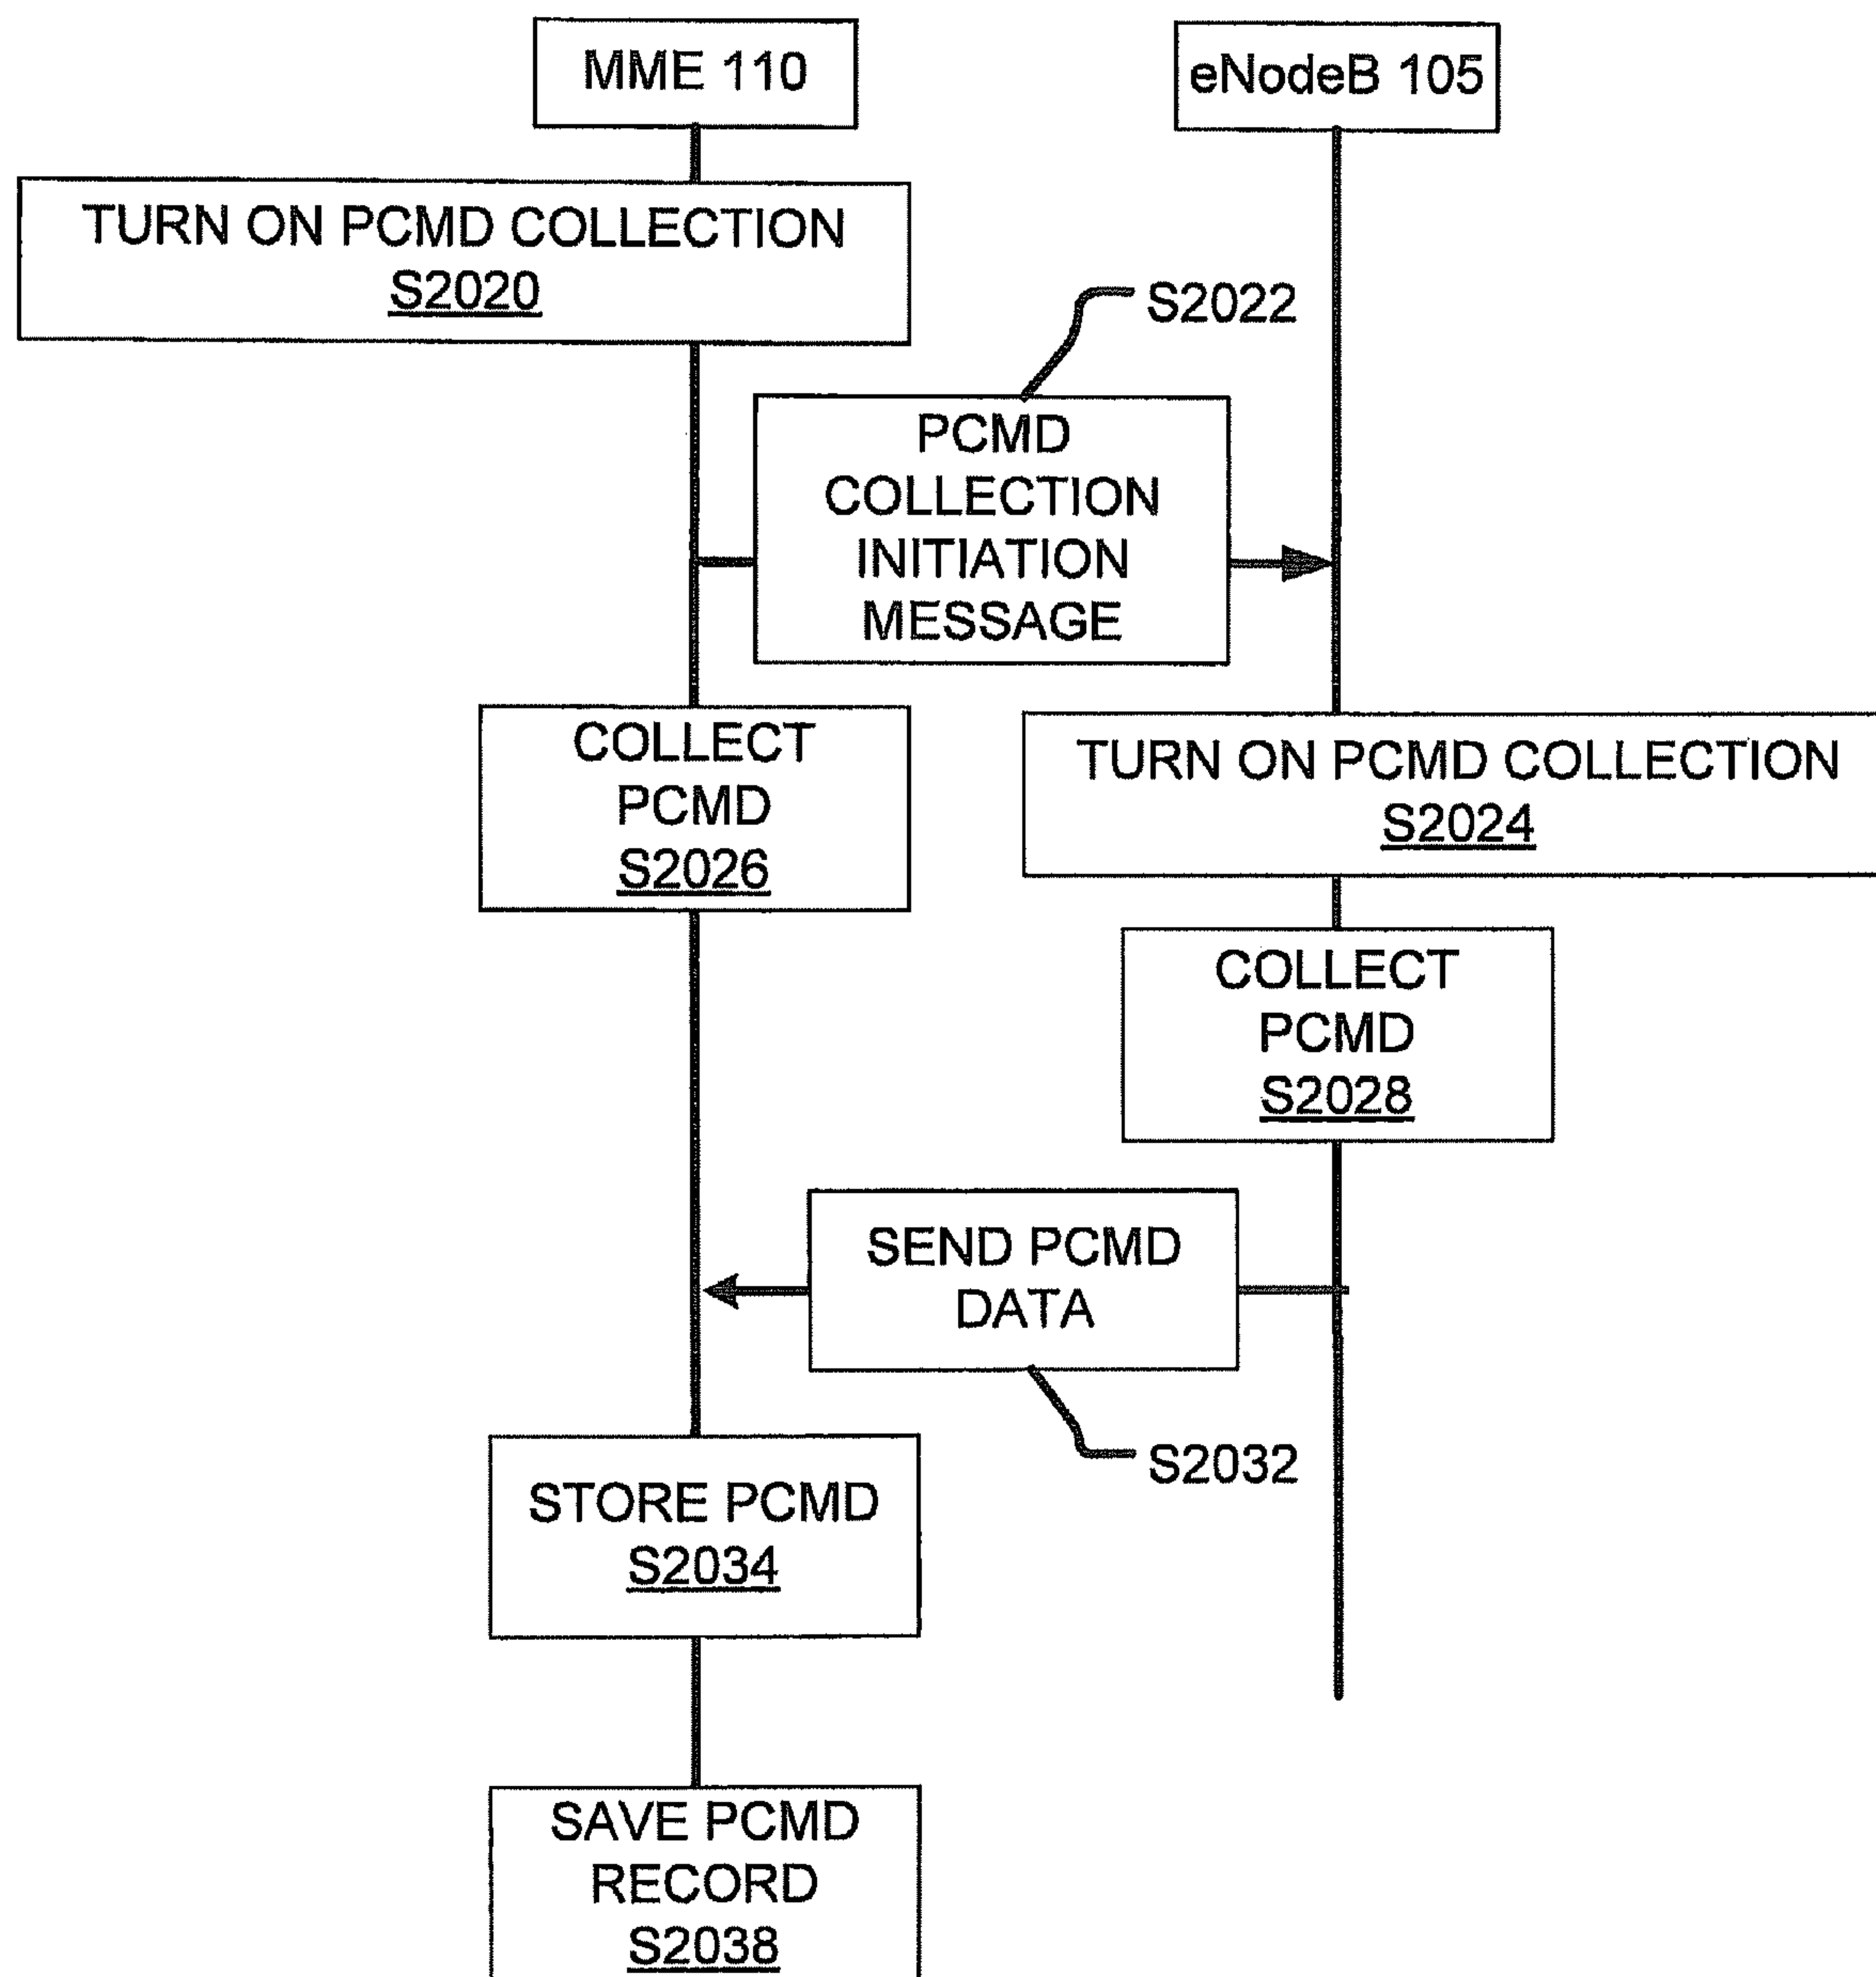 MME 110
eNodeB 105
TURN ON PCMD COLLECTION
S2020
S2022
PCMD
COLLECTION
INITIATION
MESSAGE
COLLECT
PCMD
S2026
TURN ON PCMD COLLECTION
S2024
COLLECT
PCMD
S2028
SEND PCMD
DATA
S2032
STORE PCMD
S2034
SAVE PCMD
RECORD
S2038